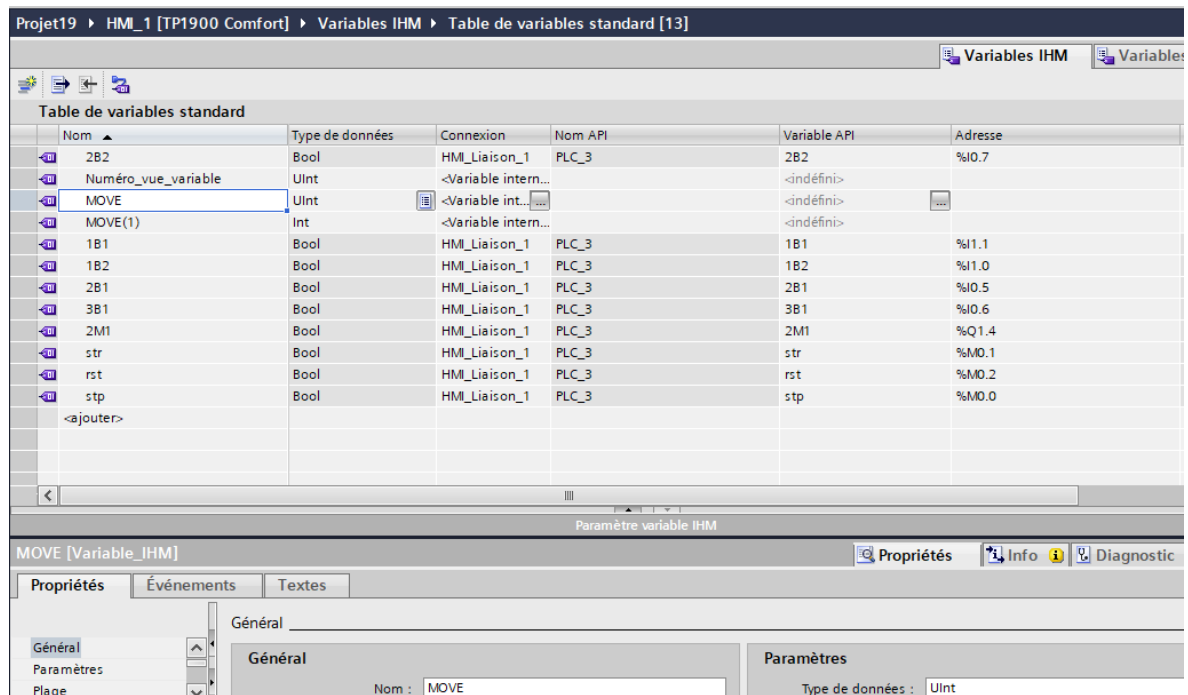 Projet19 ▸ HMI_1 [TP1900 Comfort] ▸ Variables IHM ▸ Table de variables standard [13]
Variables IHM Variables
Table de variables standard
Nom Type de données Connexion Nom API Variable API Adresse
2B2 Bool HMI_Liaison_1 PLC_3 2B2 %I0.7
Numéro_vue_variable UInt <Variable intern... <indéfini>
MOVE UInt <Variable int... ... <indéfini> ...
MOVE(1) Int <Variable intern... <indéfini>
1B1 Bool HMI_Liaison_1 PLC_3 1B1 %I1.1
1B2 Bool HMI_Liaison_1 PLC_3 1B2 %I1.0
2B1 Bool HMI_Liaison_1 PLC_3 2B1 %I0.5
3B1 Bool HMI_Liaison_1 PLC_3 3B1 %I0.6
2M1 Bool HMI_Liaison_1 PLC_3 2M1 %Q1.4
str Bool HMI_Liaison_1 PLC_3 str %M0.1
rst Bool HMI_Liaison_1 PLC_3 rst %M0.2
stp Bool HMI_Liaison_1 PLC_3 stp %M0.0
<ajouter>
Paramètre variable IHM
MOVE [Variable_IHM] Propriétés Info Diagnostic
Propriétés Événements Textes
Général
Général
Paramètres
Plage
Général Paramètres
Nom : MOVE Type de données : UInt